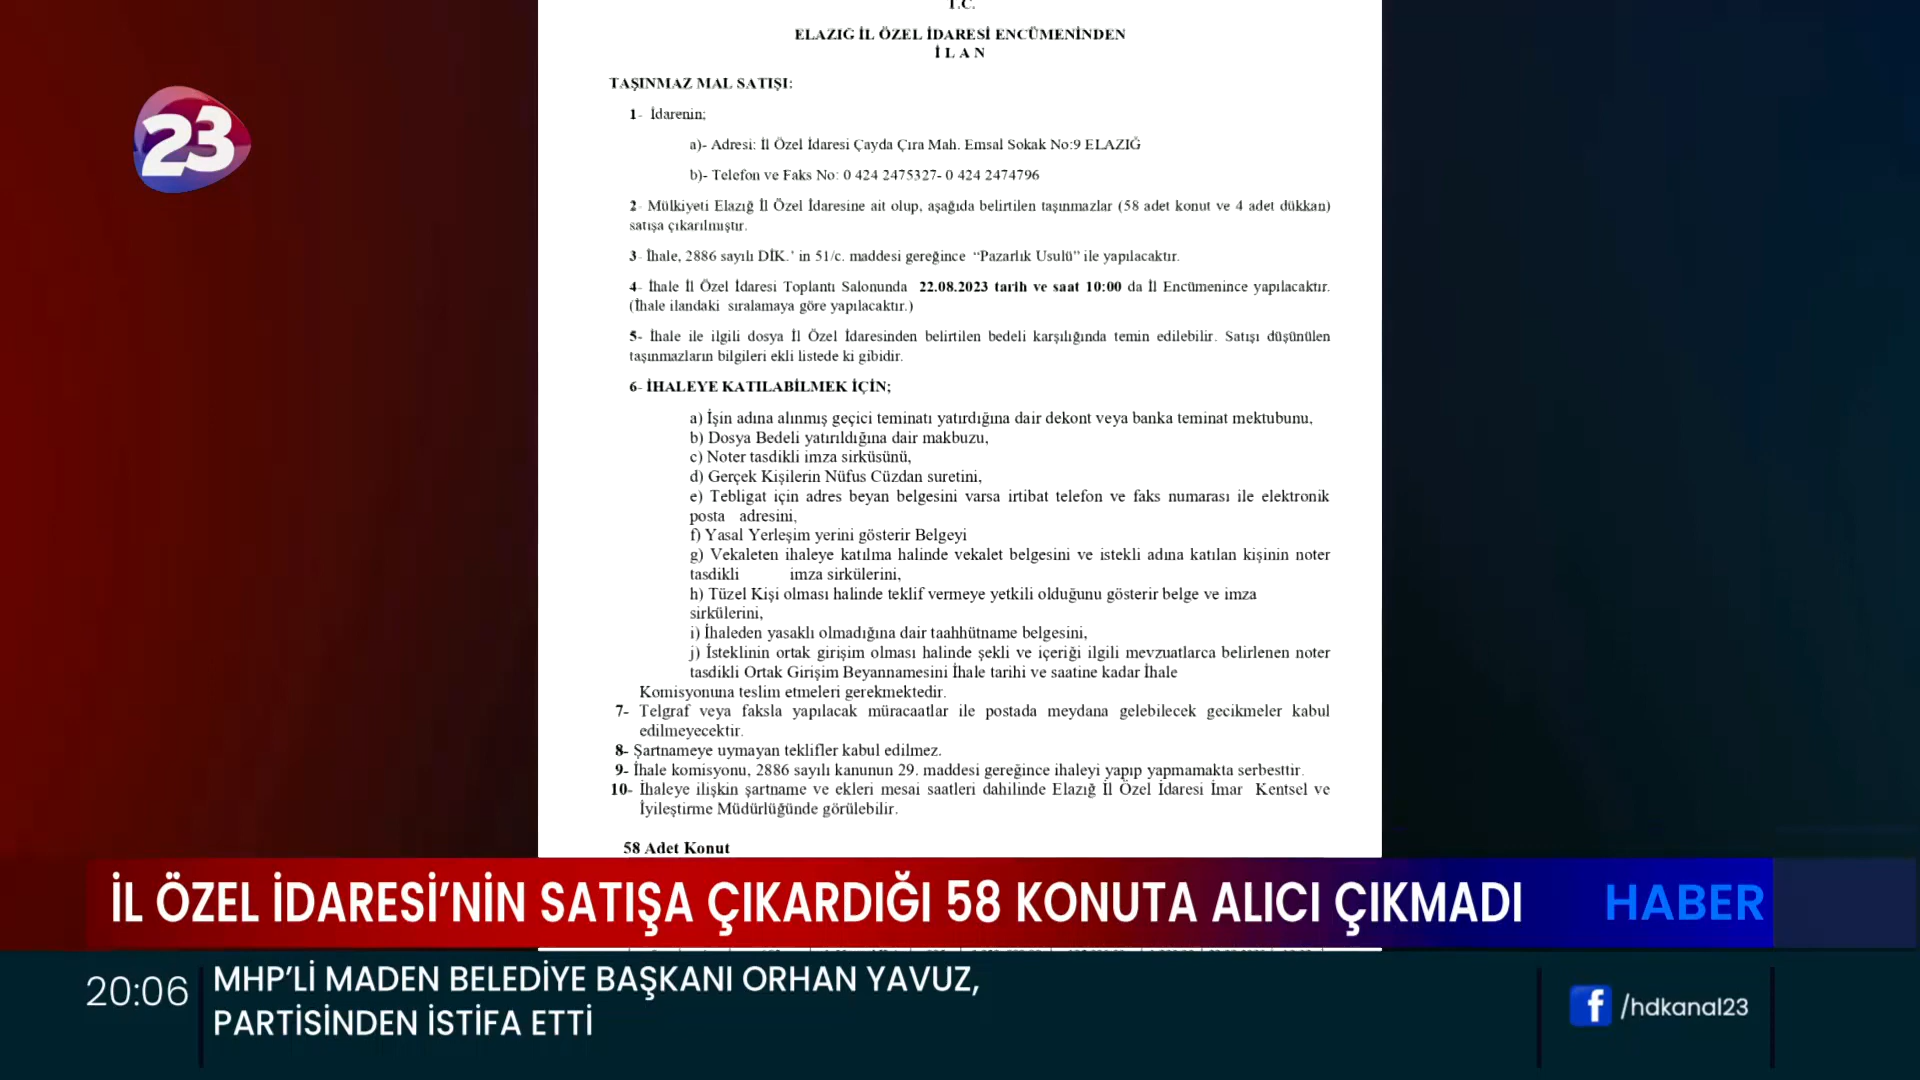 T.C.
ELAZIĞ İL ÖZEL İDARESİ ENCÜMENİNDEN
İ L A N
TAŞINMAZ MAL SATIŞI:
1- İdarenin;
a)- Adresi: İl Özel İdaresi Çayda Çıra Mah. Emsal Sokak No:9 ELAZIĞ
b)- Telefon ve Faks No: 0 424 2475327- 0 424 2474796
2- Mülkiyeti Elazığ İl Özel İdaresine ait olup, aşağıda belirtilen taşınmazlar (58 adet konut ve 4 adet dükkan)
satışa çıkarılmıştır.
3- İhale, 2886 sayılı DİK.' in 51/c. maddesi gereğince "Pazarlık Usulü" ile yapılacaktır.
4- İhale İl Özel İdaresi Toplantı Salonunda 22.08.2023 tarih ve saat 10:00 da İl Encümenince yapılacaktır.
(İhale ilandaki sıralamaya göre yapılacaktır.)
5- İhale ile ilgili dosya İl Özel İdaresinden belirtilen bedeli karşılığında temin edilebilir. Satışı düşünülen
taşınmazların bilgileri ekli listede ki gibidir.
6- İHALEYE KATILABİLMEK İÇİN;
a) İşin adına alınmış geçici teminatı yatırdığına dair dekont veya banka teminat mektubunu,
b) Dosya Bedeli yatırıldığına dair makbuzu,
c) Noter tasdikli imza sirküsünü,
d) Gerçek Kişilerin Nüfus Cüzdan suretini,
e) Tebligat için adres beyan belgesini varsa irtibat telefon ve faks numarası ile elektronik
posta adresini,
f) Yasal Yerleşim yerini gösterir Belgeyi
g) Vekaleten ihaleye katılma halinde vekalet belgesini ve istekli adına katılan kişinin noter
tasdikli imza sirkülerini,
h) Tüzel Kişi olması halinde teklif vermeye yetkili olduğunu gösterir belge ve imza
sirkülerini,
i) İhaleden yasaklı olmadığına dair taahhütname belgesini,
j) İsteklinin ortak girişim olması halinde şekli ve içeriği ilgili mevzuatlarca belirlenen noter
tasdikli Ortak Girişim Beyannamesini İhale tarihi ve saatine kadar İhale
Komisyonuna teslim etmeleri gerekmektedir.
7- Telgraf veya faksla yapılacak müracaatlar ile postada meydana gelebilecek gecikmeler kabul
edilmeyecektir.
8- Şartnameye uymayan teklifler kabul edilmez.
9- İhale komisyonu, 2886 sayılı kanunun 29. maddesi gereğince ihaleyi yapıp yapmamakta serbesttir.
10- İhaleye ilişkin şartname ve ekleri mesai saatleri dahilinde Elazığ İl Özel İdaresi İmar Kentsel ve
İyileştirme Müdürlüğünde görülebilir.
58 Adet Konut
23
İL ÖZEL İDARESİ'NİN SATIŞA ÇIKARDIĞI 58 KONUTA ALICI ÇIKMADI
HABER
20:06
MHP'Lİ MADEN BELEDİYE BAŞKANI ORHAN YAVUZ,
PARTİSİNDEN İSTİFA ETTİ
f /hdkanal23